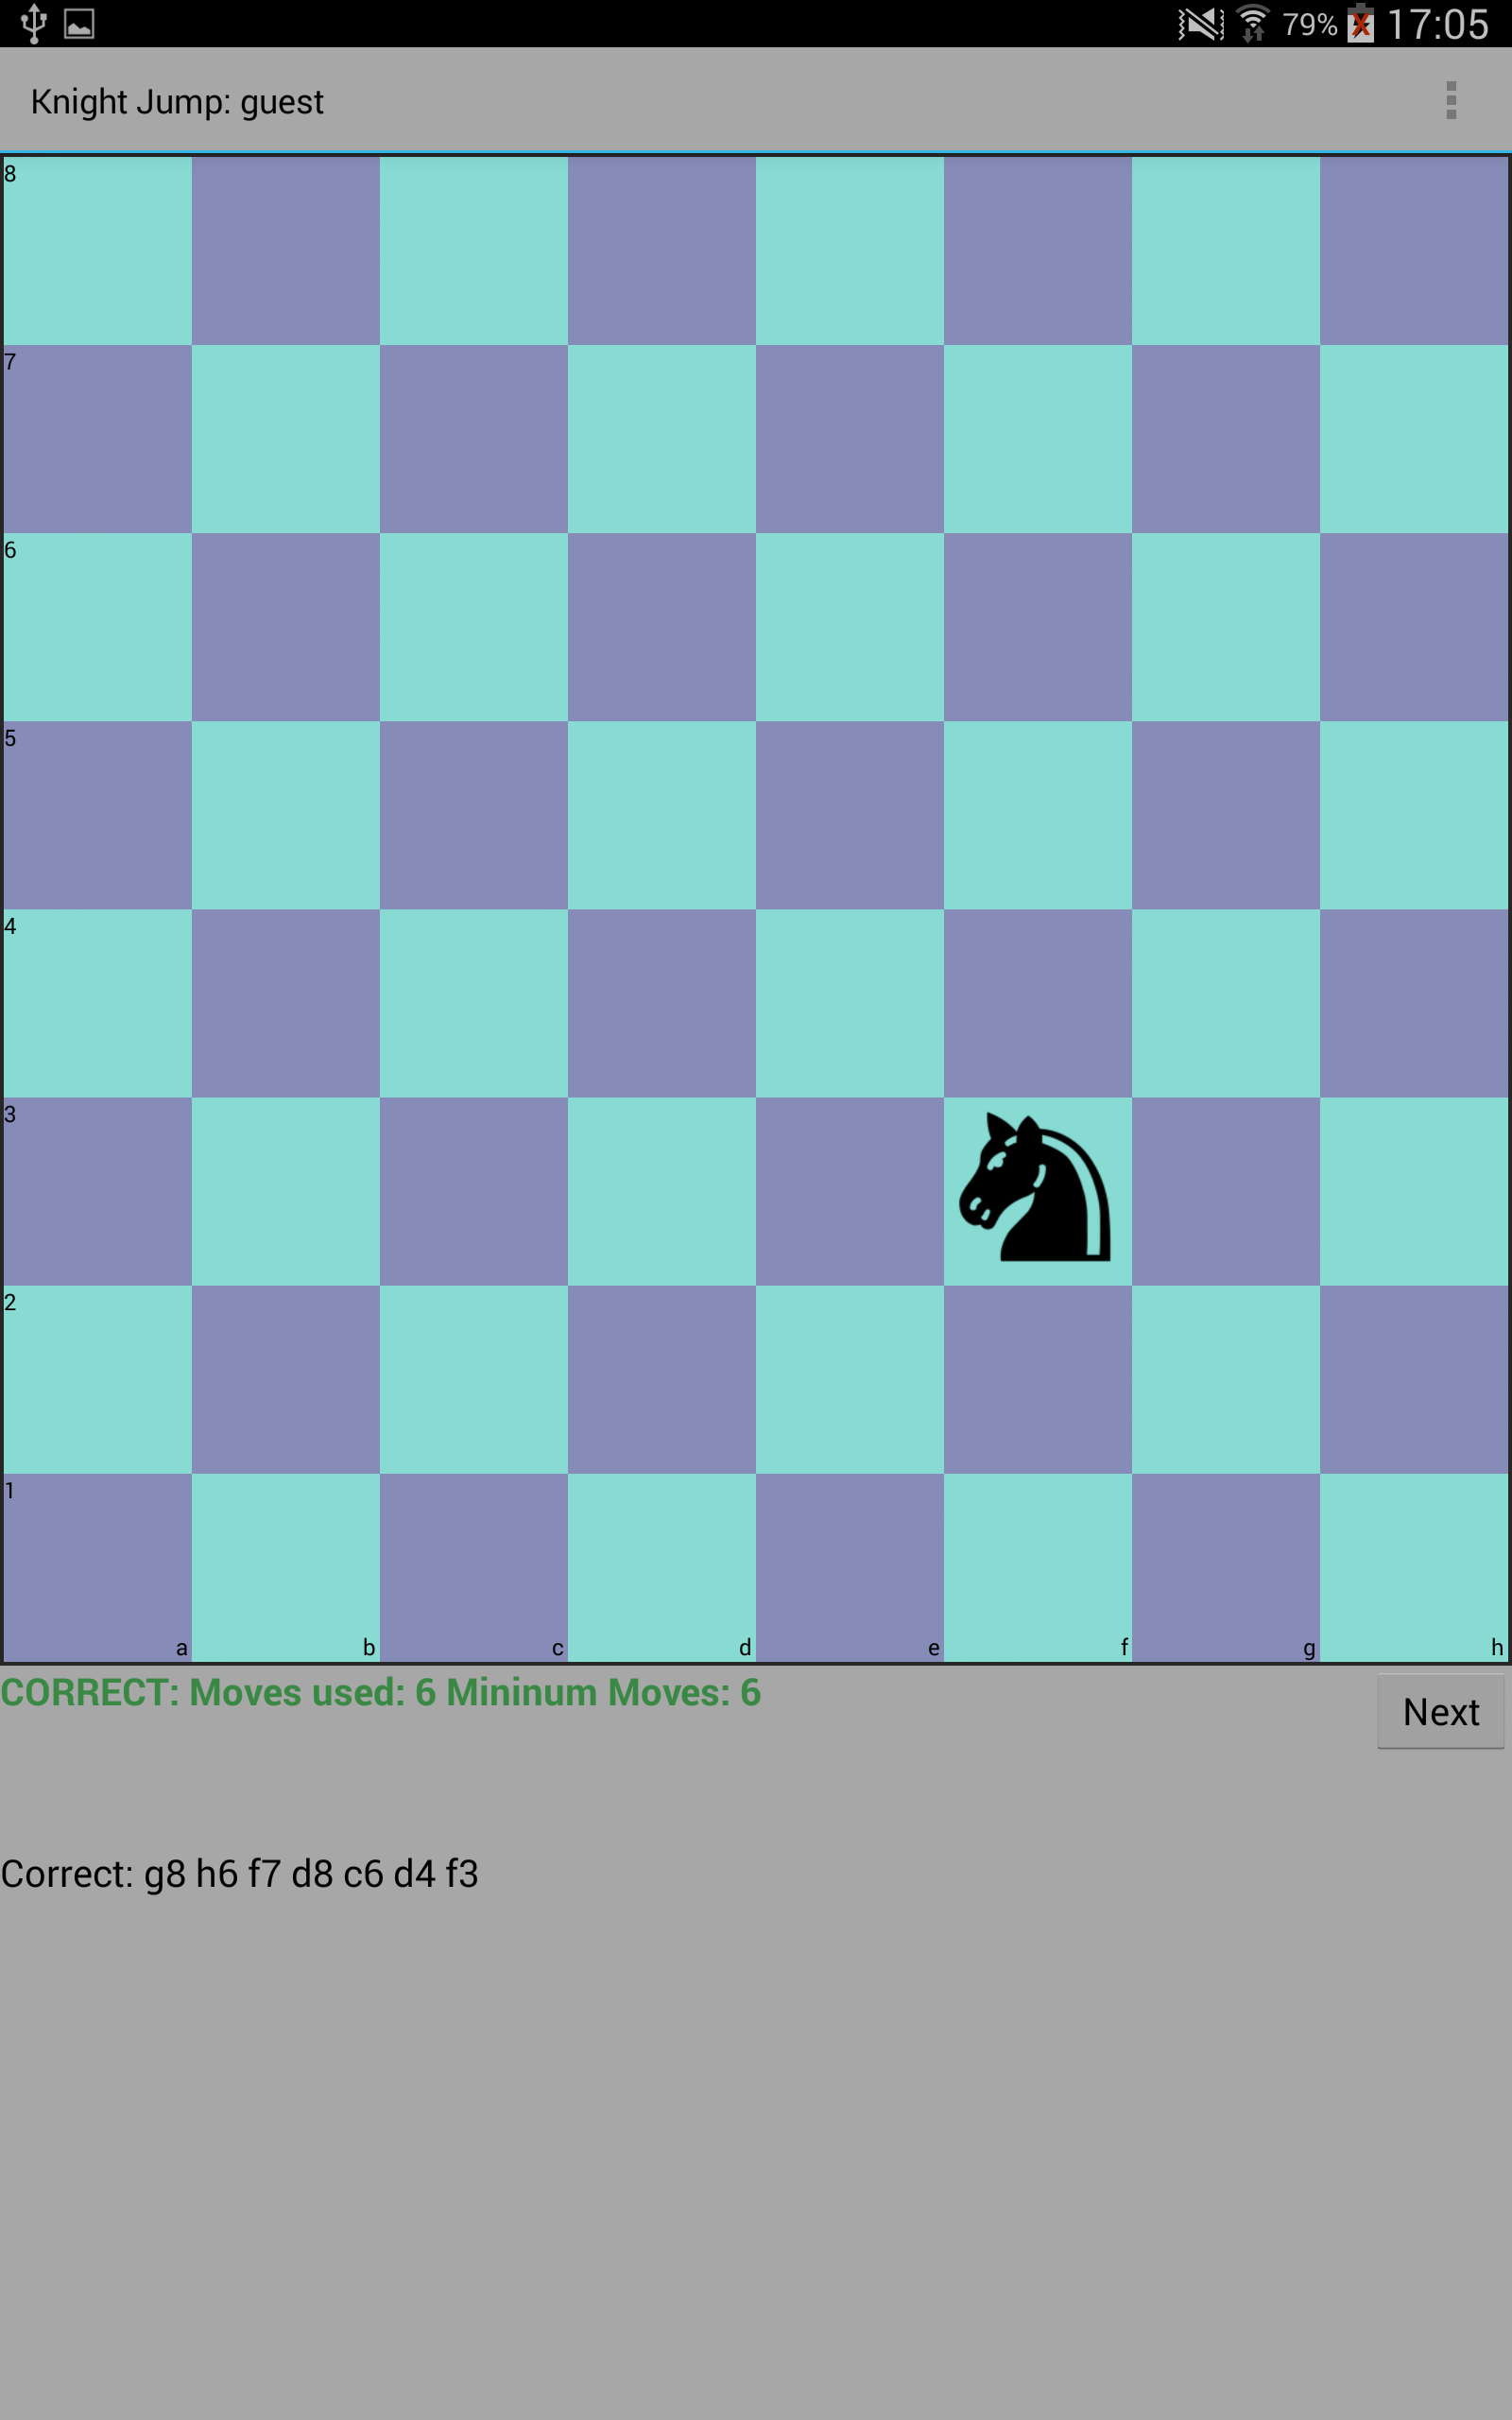 79% 17:05
Knight Jump: guest
8
7
6
5
4
3
2
1
a b c d e f g h
CORRECT: Moves used: 6 Mininum Moves: 6
Next
Correct: g8 h6 f7 d8 c6 d4 f3